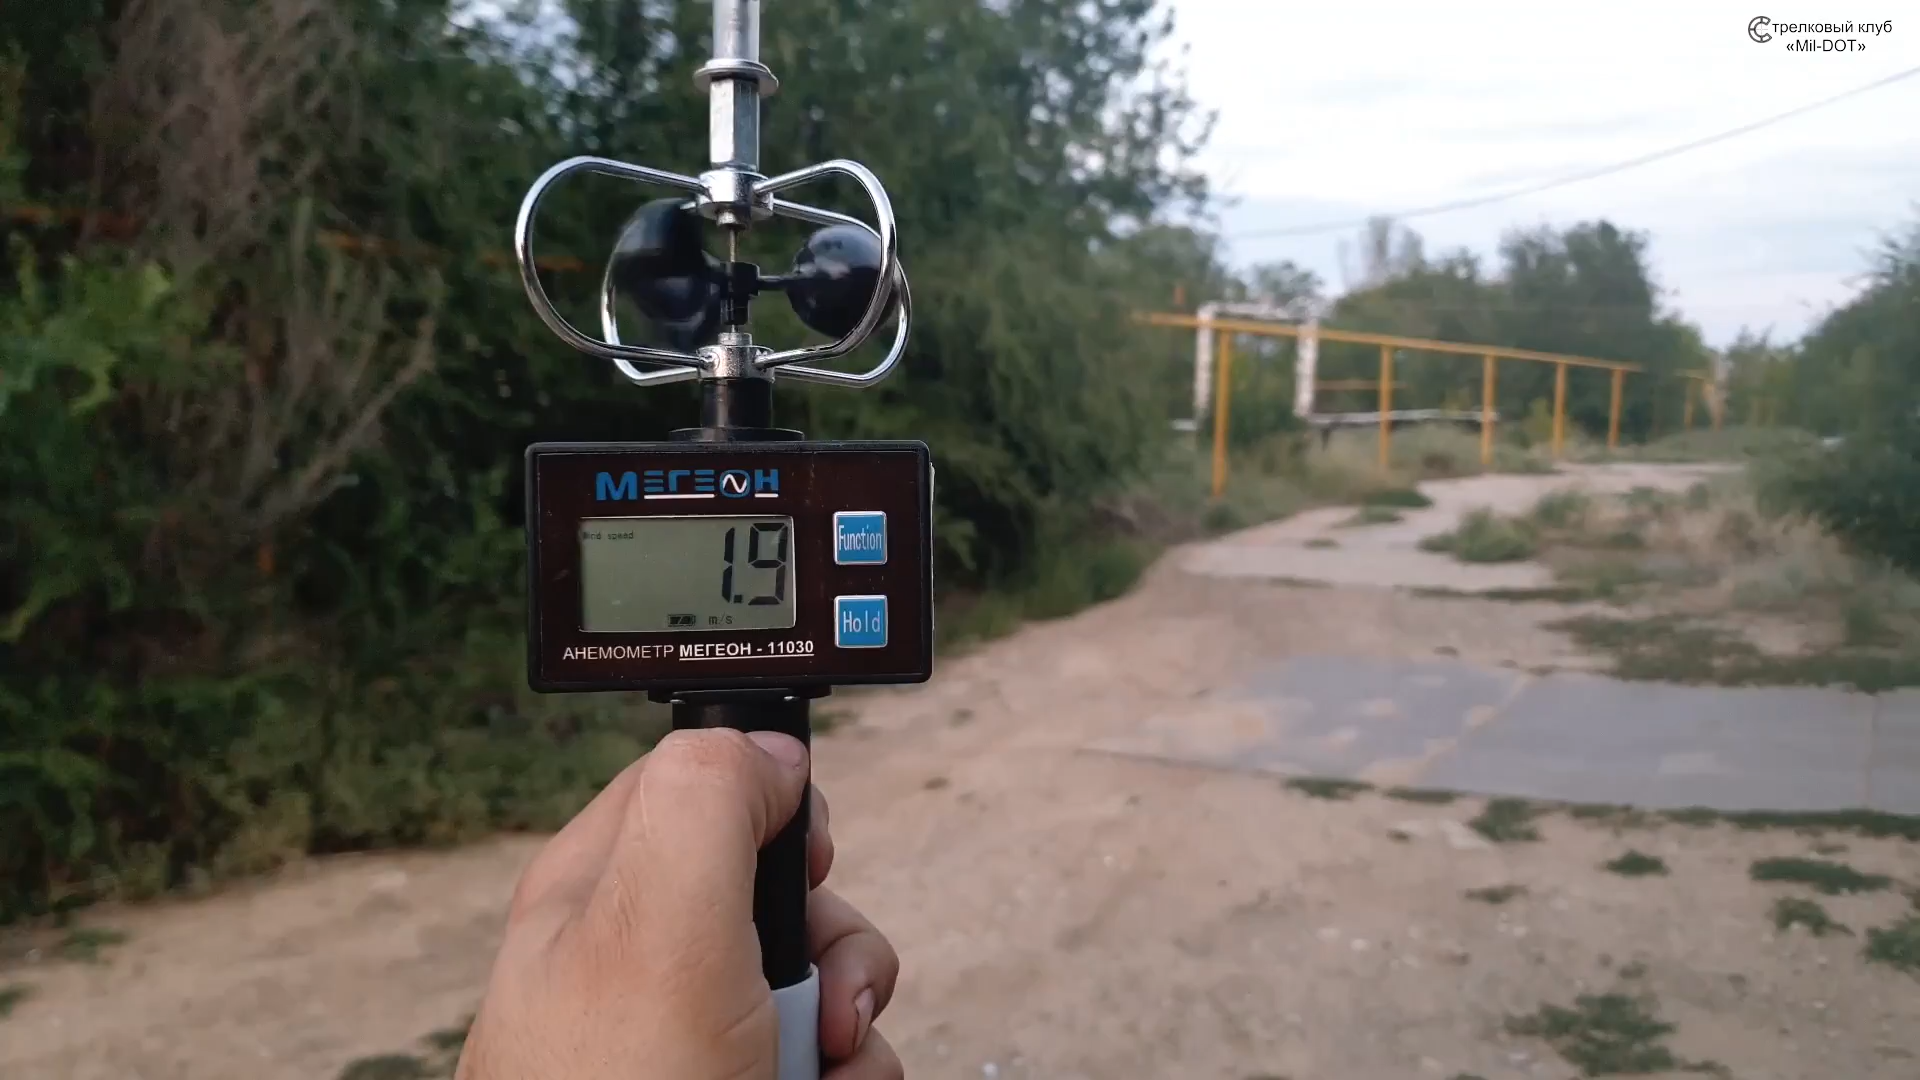 Стрелковый клуб
«Mil-DOT»
МЕГЕОН
Wind speed
1.9
m/s
Function
Hold
АНЕМОМЕТР МЕГЕОН - 11030